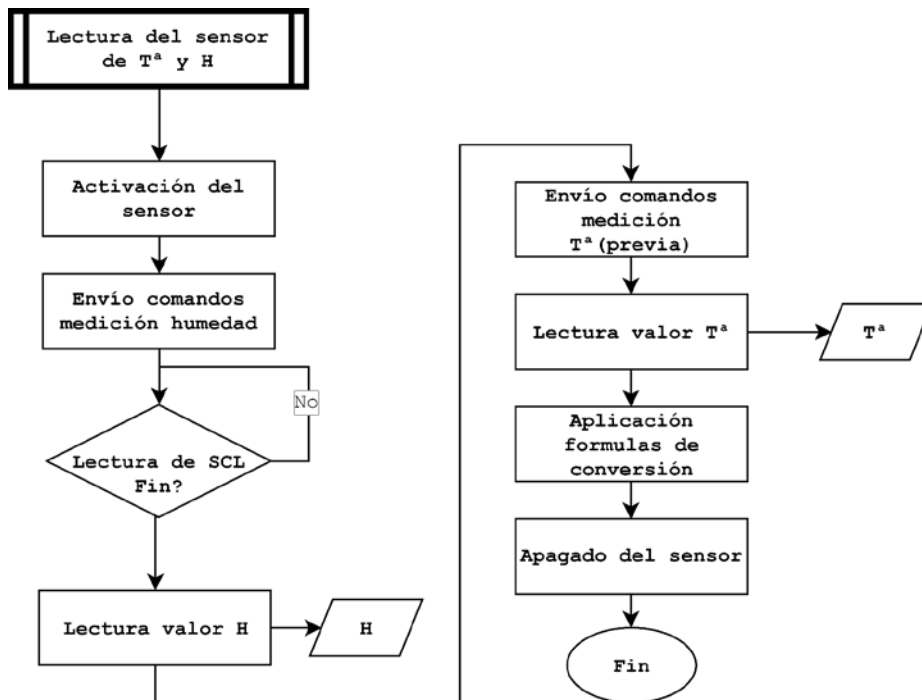 Lectura del sensor
de Tª y H
Activación del
sensor
Envío comandos
medición humedad
No
Lectura de SCL
Fin?
Lectura valor H
H
Envío comandos
medición
Tª(previa)
Lectura valor Tª
Tª
Aplicación
formulas de
conversión
Apagado del sensor
Fin